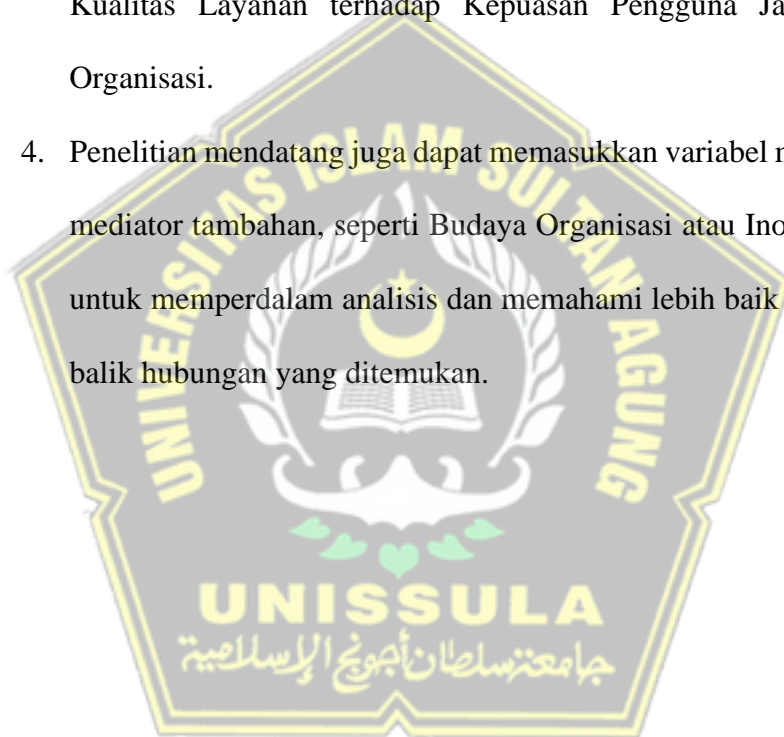 Kualitas Layanan terhadap Kepuasan Pengguna Ja
Organisasi.
4. Penelitian mendatang juga dapat memasukkan variabel
mediator tambahan, seperti Budaya Organisasi atau Ino
untuk memperdalam analisis dan memahami lebih baik
balik hubungan yang ditemukan.
UNIVERSITAS ISLAM SULTAN AGUNG
UNISSULA
جامعة سلطان أجونج الإسلامية